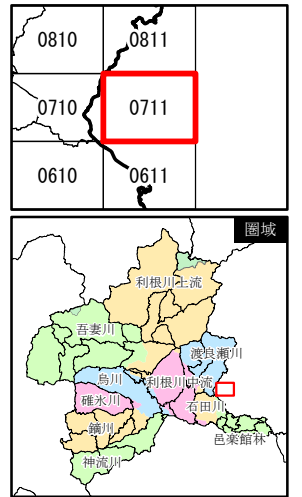 0810 0811
0710 0711
0610 0611
圏域
利根川上流
吾妻川
渡良瀬川
烏川 利根川中流
碓氷川
石田川
鏑川
邑楽館林
神流川